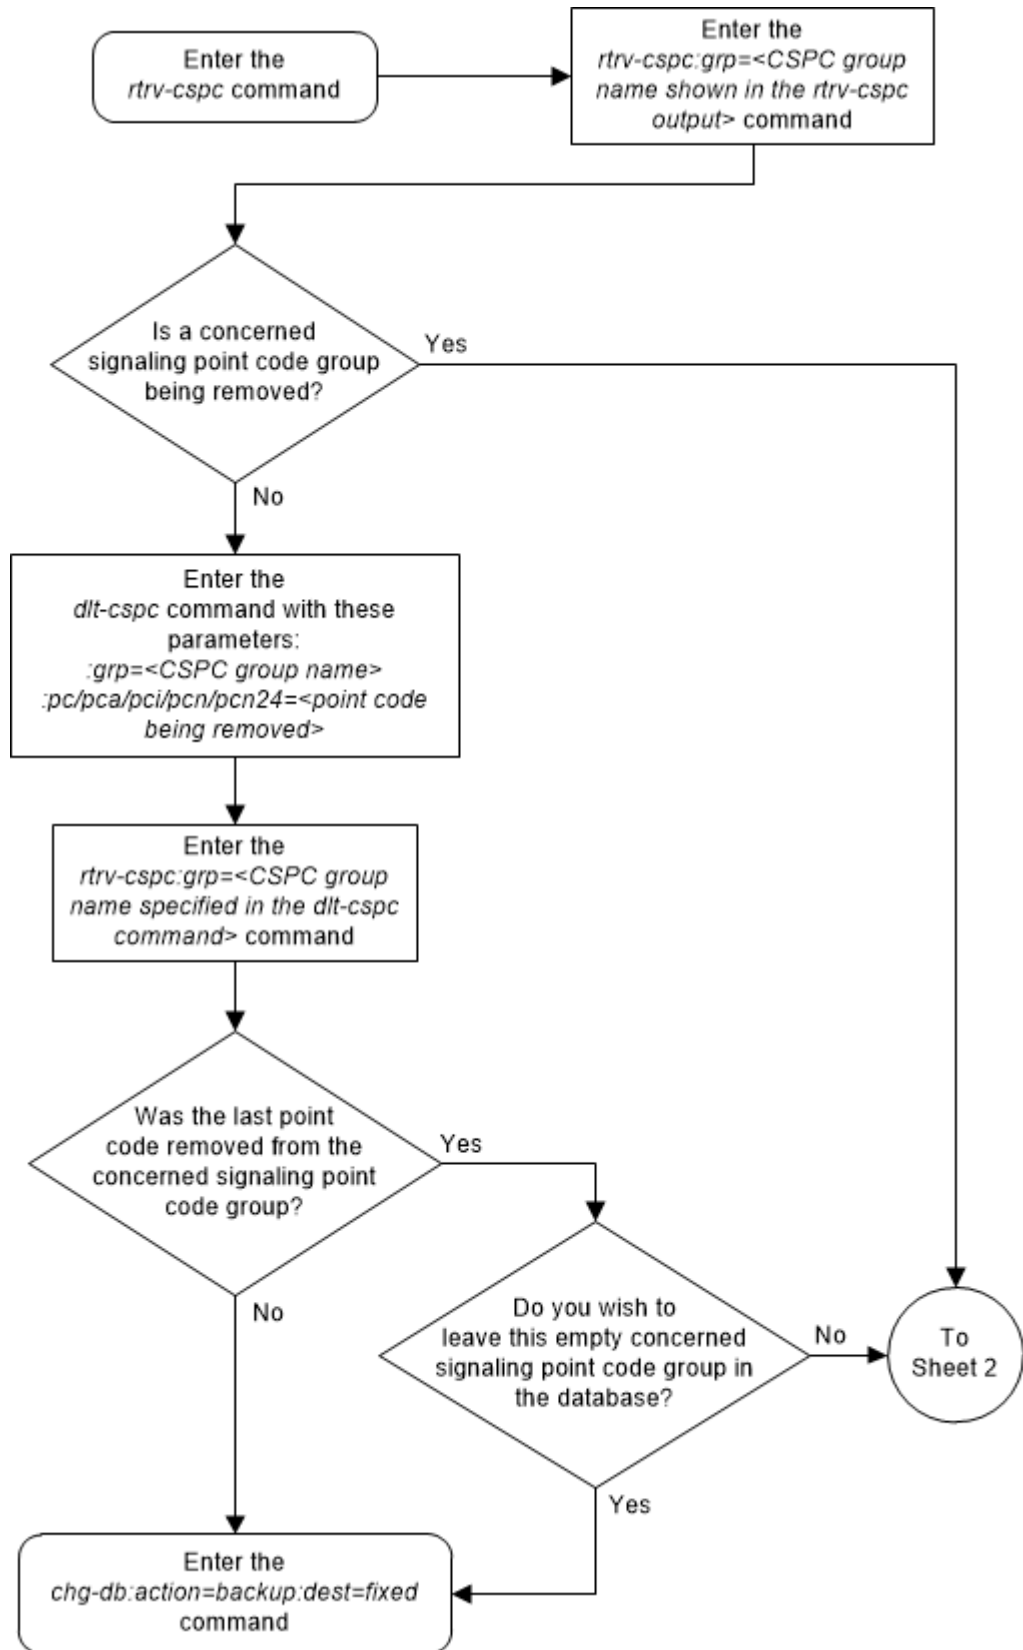 Enter the
rtrv-cspc command
Enter the
rtrv-cspc:grp=<CSPC group
name shown in the rtrv-cspc
output> command
Is a concerned
signaling point code group
being removed?
Yes
No
Enter the
dlt-cspc command with these
parameters:
:grp=<CSPC group name>
:pc/pca/pci/pcn/pcn24=<point code
being removed>
Enter the
rtrv-cspc:grp=<CSPC group
name specified in the dlt-cspc
command> command
Was the last point
code removed from the
concerned signaling point
code group?
Yes
No
Do you wish to
leave this empty concerned
signaling point code group in
the database?
No
To
Sheet 2
Yes
Enter the
chg-db:action=backup:dest=fixed
command